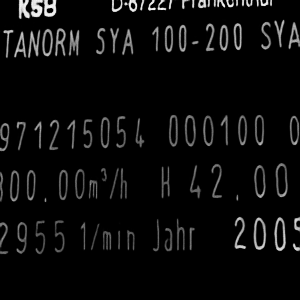 KSB D-67227 Frankenthal
TANORM SYA 100-200 SYA
971215054 000100 0
300.00m³/h H 42.00
2955 1/min Jahr 2005